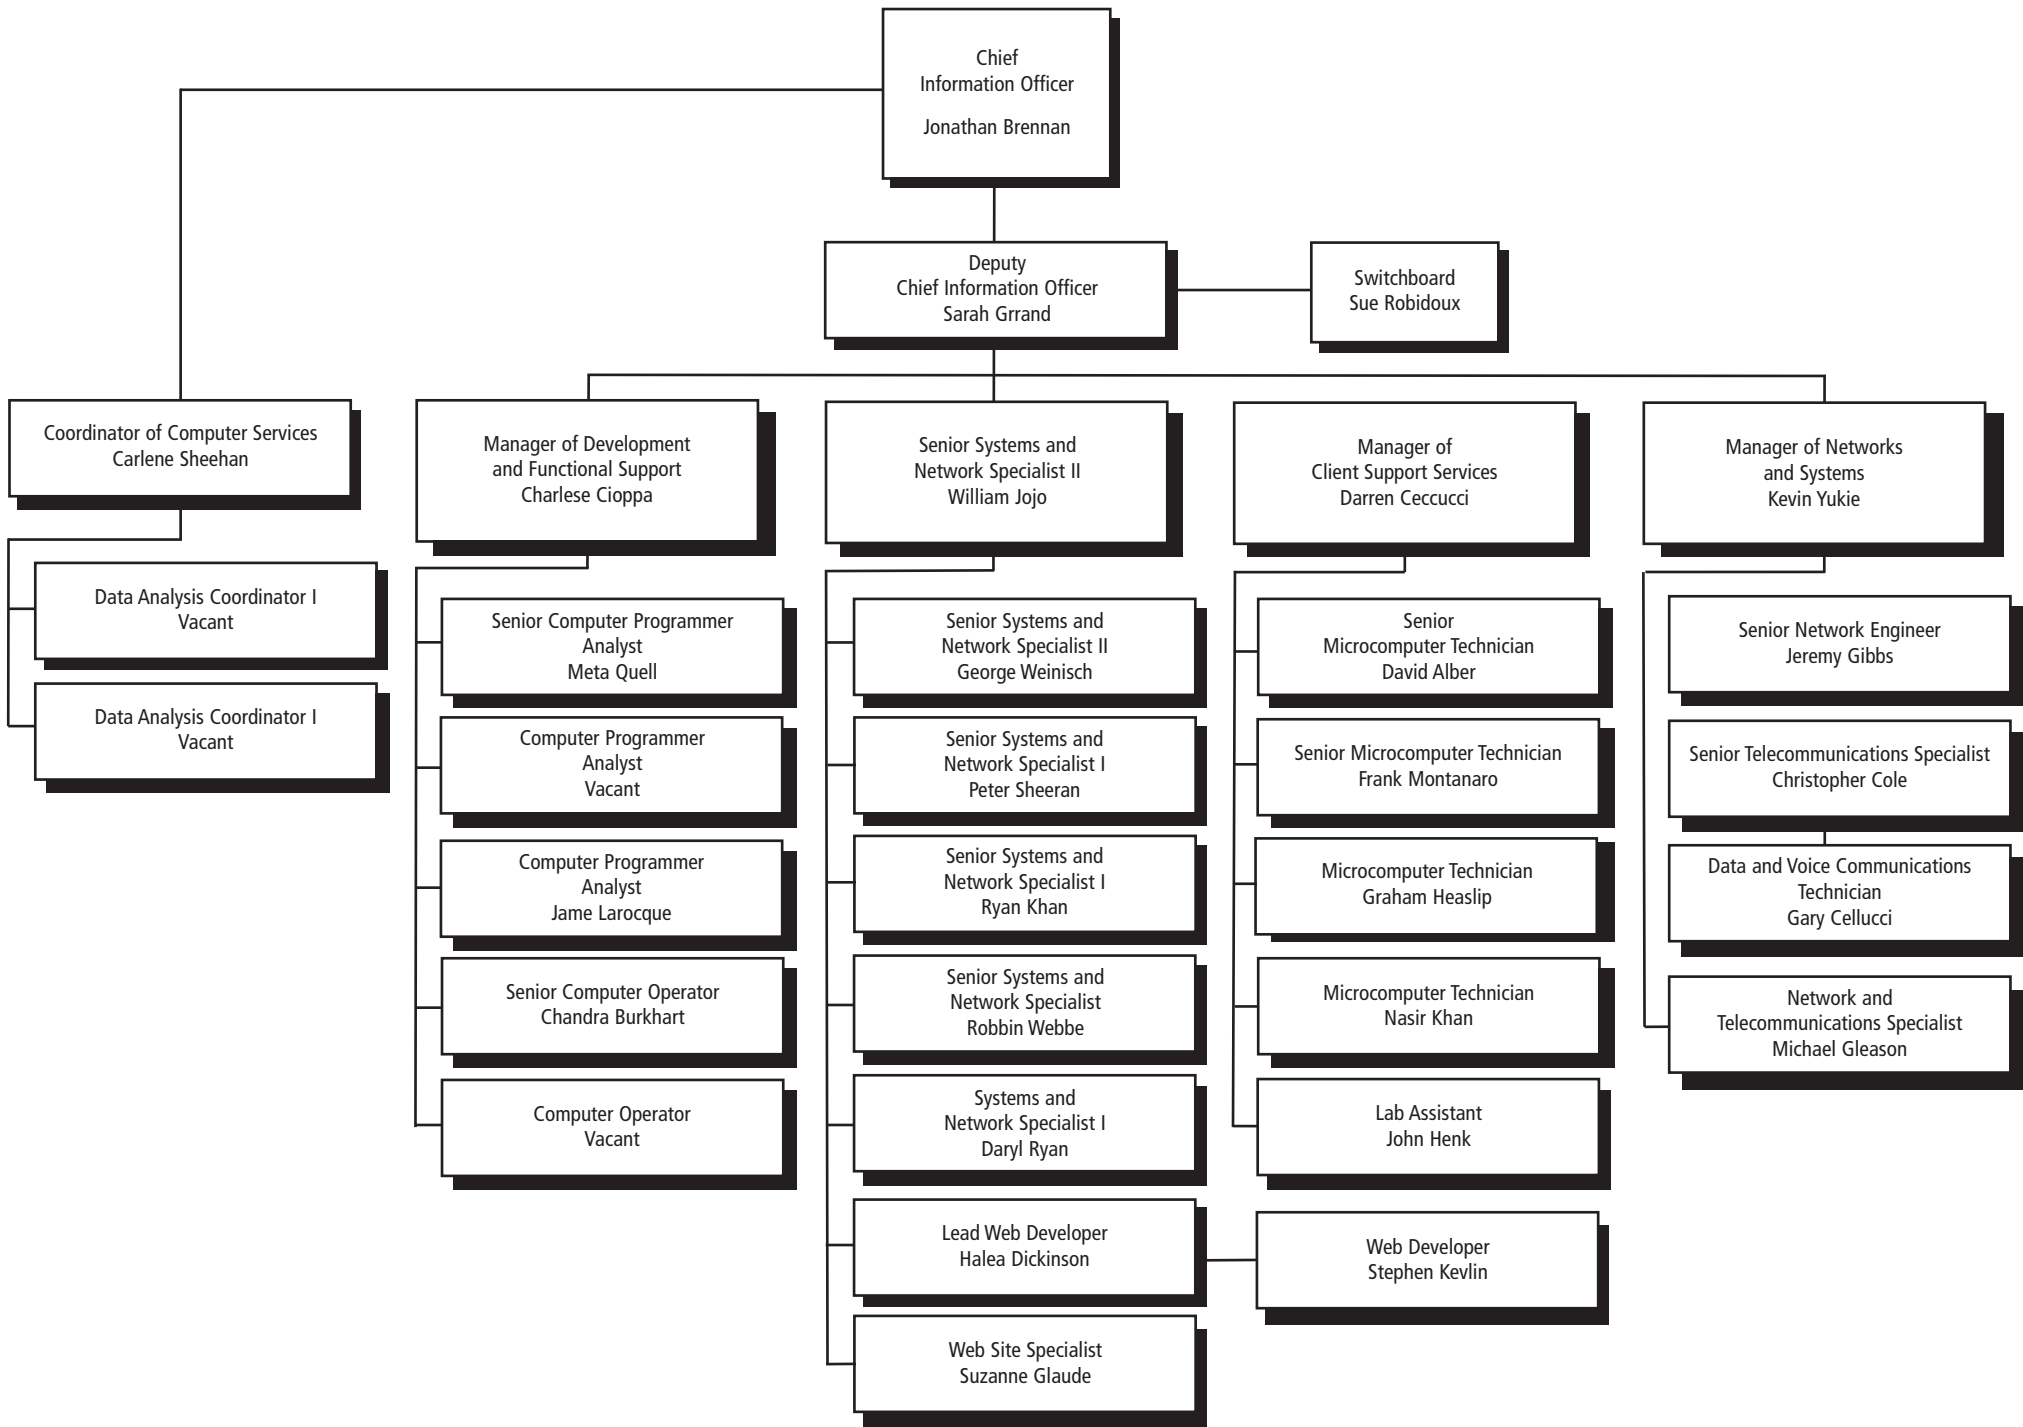 Chief
Information Officer
Jonathan Brennan
Deputy
Chief Information Officer
Sarah Grrand
Switchboard
Sue Robidoux
Coordinator of Computer Services
Carlene Sheehan
Data Analysis Coordinator I
Vacant
Data Analysis Coordinator I
Vacant
Manager of Development
and Functional Support
Charlese Cioppa
Senior Computer Programmer
Analyst
Meta Quell
Computer Programmer
Analyst
Vacant
Computer Programmer
Analyst
Jame Larocque
Senior Computer Operator
Chandra Burkhart
Computer Operator
Vacant
Senior Systems and
Network Specialist II
William Jojo
Senior Systems and
Network Specialist II
George Weinisch
Senior Systems and
Network Specialist I
Peter Sheeran
Senior Systems and
Network Specialist I
Ryan Khan
Senior Systems and
Network Specialist
Robbin Webbe
Systems and
Network Specialist I
Daryl Ryan
Lead Web Developer
Halea Dickinson
Web Developer
Stephen Kevlin
Web Site Specialist
Suzanne Glaude
Manager of
Client Support Services
Darren Ceccucci
Senior
Microcomputer Technician
David Alber
Senior Microcomputer Technician
Frank Montanaro
Microcomputer Technician
Graham Heaslip
Microcomputer Technician
Nasir Khan
Lab Assistant
John Henk
Manager of Networks
and Systems
Kevin Yukie
Senior Network Engineer
Jeremy Gibbs
Senior Telecommunications Specialist
Christopher Cole
Data and Voice Communications
Technician
Gary Cellucci
Network and
Telecommunications Specialist
Michael Gleason